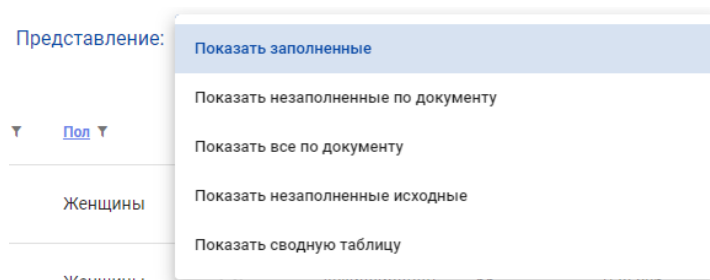 Представление:
Показать заполненные
Показать незаполненные по документу
Показать все по документу
Показать незаполненные исходные
Показать сводную таблицу
Пол
Женщины